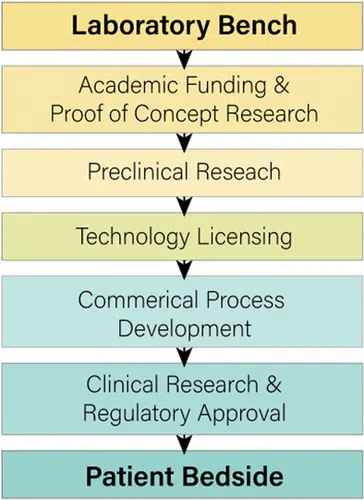 Laboratory Bench
Academic Funding &
Proof of Concept Research
Preclinical Reseach
Technology Licensing
Commerical Process
Development
Clinical Research &
Regulatory Approval
Patient Bedside